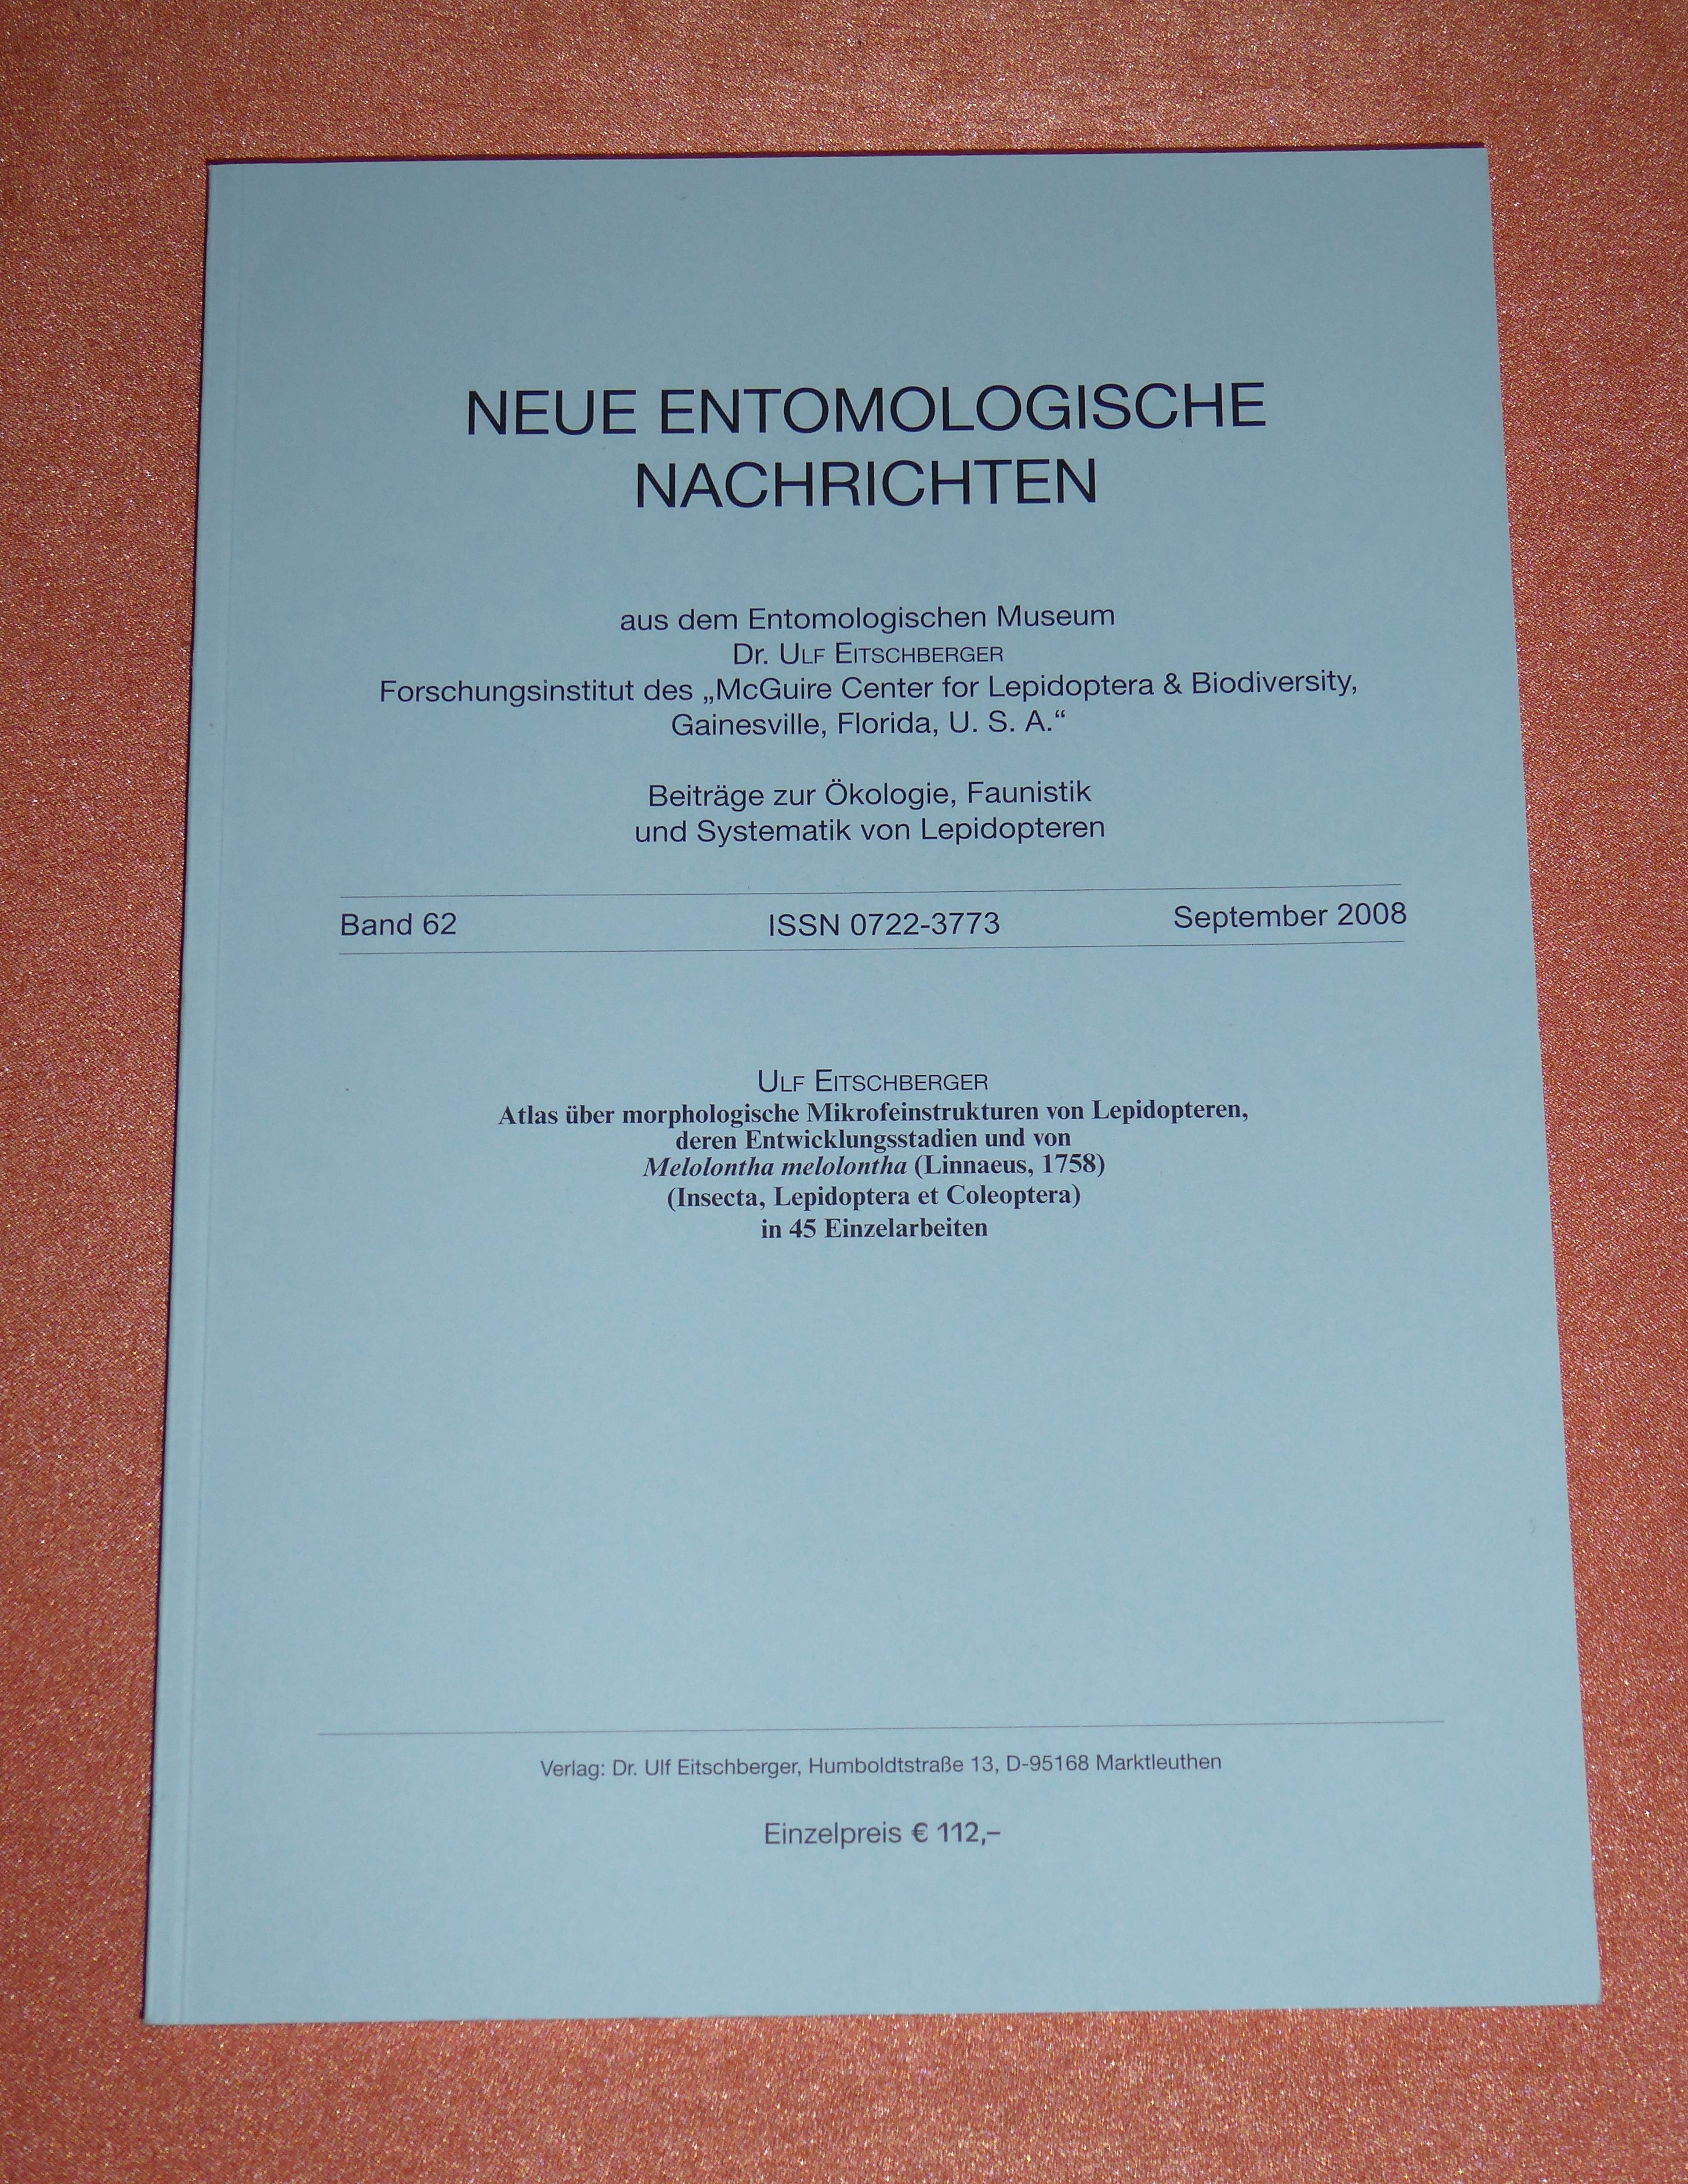 NEUE ENTOMOLOGISCHE
NACHRICHTEN
aus dem Entomologischen Museum
Dr. ULF EITSCHBERGER
Forschungsinstitut des „McGuire Center for Lepidoptera & Biodiversity,
Gainesville, Florida, U. S. A.“
Beiträge zur Ökologie, Faunistik
und Systematik von Lepidopteren
Band 62 ISSN 0722-3773 September 2008
ULF EITSCHBERGER
Atlas über morphologische Mikrofeinstrukturen von Lepidopteren,
deren Entwicklungsstadien und von
Melolontha melolontha (Linnaeus, 1758)
(Insecta, Lepidoptera et Coleoptera)
in 45 Einzelarbeiten
Verlag: Dr. Ulf Eitschberger, Humboldtstraße 13, D-95168 Marktleuthen
Einzelpreis € 112,–